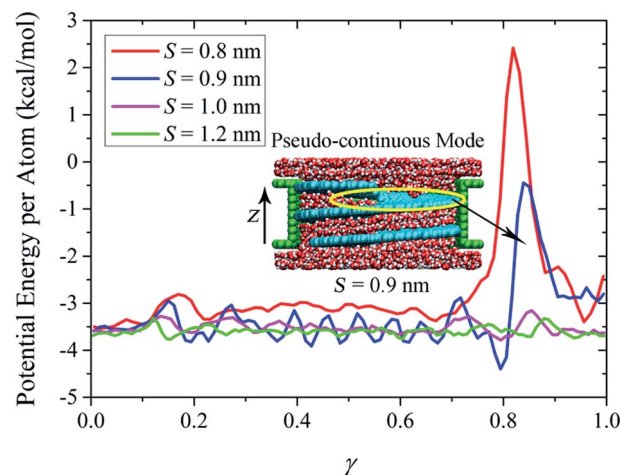 Potential Energy per Atom (kcal/mol)
3
2
1
0
-1
-2
-3
-4
-5
S = 0.8 nm
S = 0.9 nm
S = 1.0 nm
S = 1.2 nm
Pseudo-continuous Mode
Z
S = 0.9 nm
0.0 0.2 0.4 0.6 0.8 1.0
γ